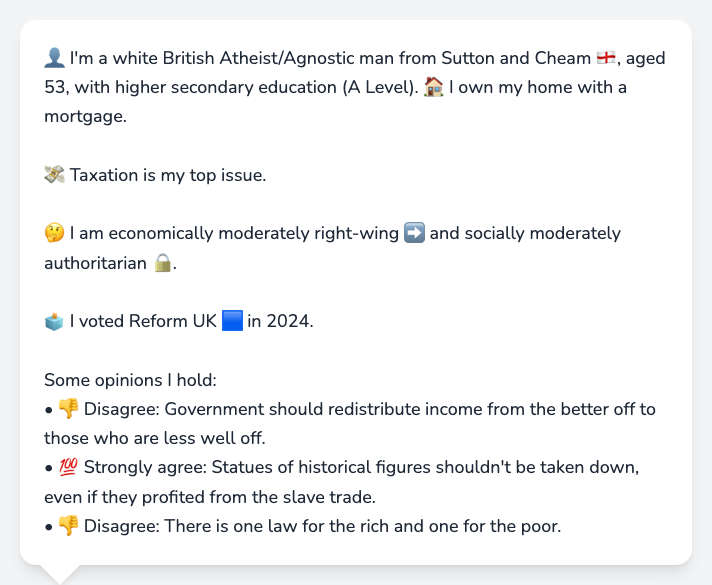 👤 I'm a white British Atheist/Agnostic man from Sutton and Cheam 🏴󠁧󠁢󠁥󠁮󠁧󠁿, aged
53, with higher secondary education (A Level). 🏠 I own my home with a
mortgage.
💸 Taxation is my top issue.
🤔 I am economically moderately right-wing ➡️ and socially moderately
authoritarian 🔒.
🗳️ I voted Reform UK 🟦 in 2024.
Some opinions I hold:
• 👎 Disagree: Government should redistribute income from the better off to
those who are less well off.
• 💯 Strongly agree: Statues of historical figures shouldn't be taken down,
even if they profited from the slave trade.
• 👎 Disagree: There is one law for the rich and one for the poor.